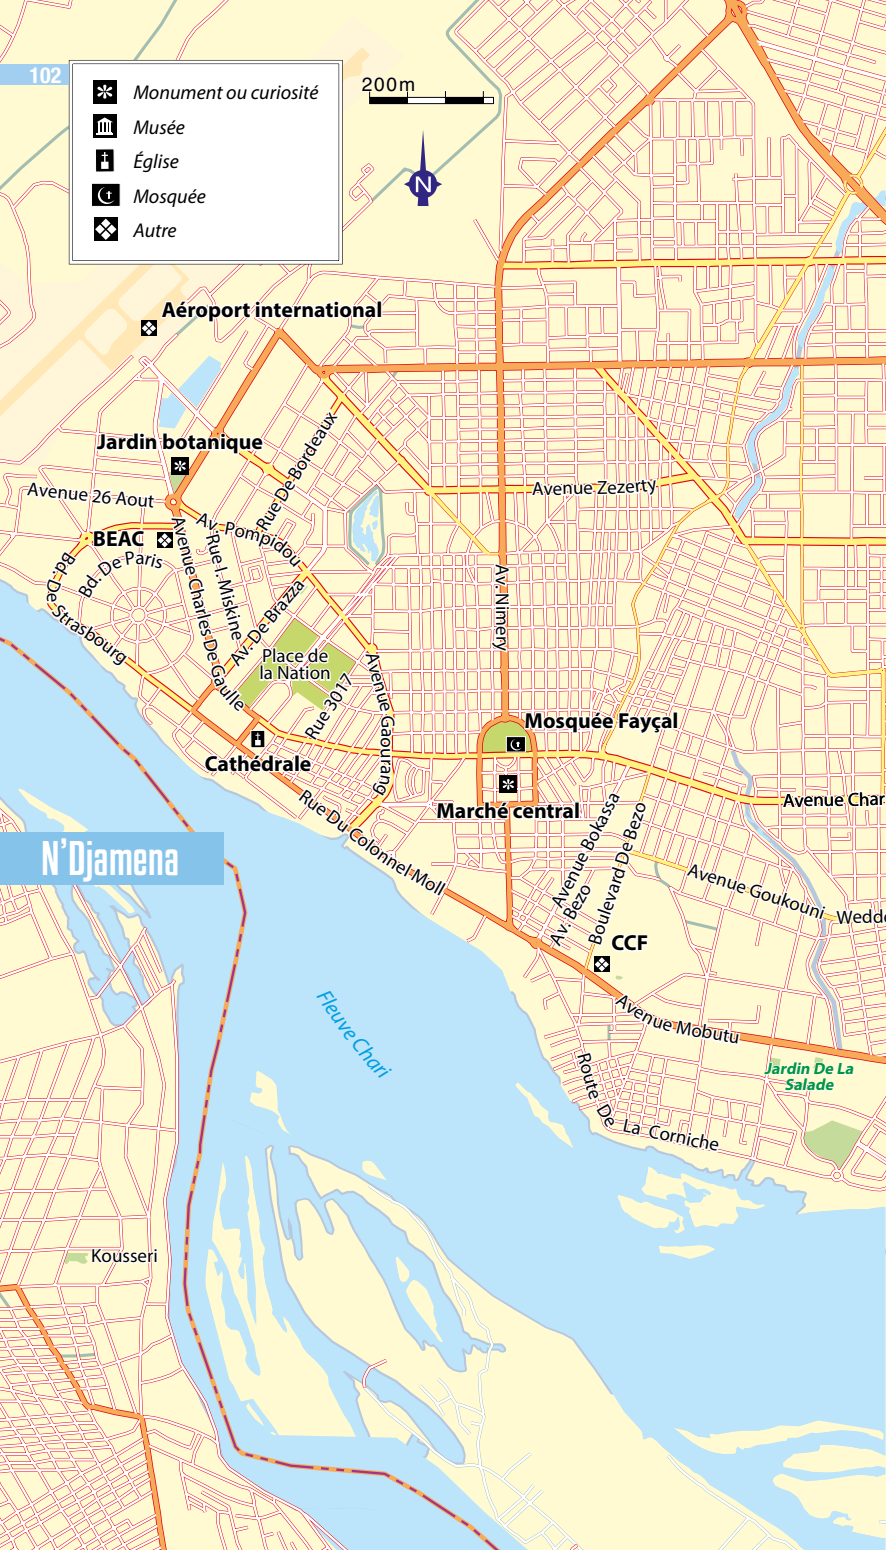 102
Monument ou curiosité
Musée
Église
Mosquée
Autre
200m
N
Aéroport international
Jardin botanique
Rue De Bordeaux
Avenue 26 Aout
Avenue Zezerty
Av. Pompidou
BEAC
Bd. De Paris
Rue I. Miskine
Avenue Charles De Gaulle
Av. De Brazza
Bd. De Strasbourg
Av. Nimery
Place de
la Nation
Rue 3017
Avenue Gaourang
Mosquée Fayçal
Cathédrale
Marché central
Avenue Char
Rue Du Colonnel Moll
Avenue Bokassa
Boulevard De Bezo
Av. Bezo
N'Djamena
Avenue Goukouni Wedde
CCF
Fleuve Chari
Avenue Mobutu
Jardin De La
Salade
Route De La Corniche
Kousseri